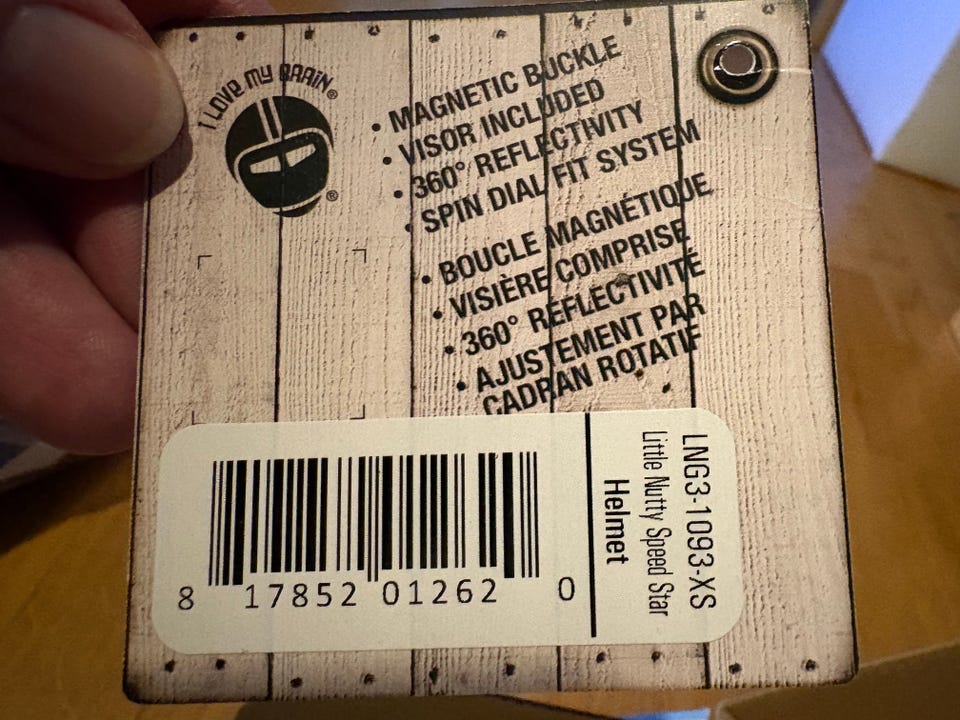 I LOVE MY BRAIN®
®
• MAGNETIC BUCKLE
• VISOR INCLUDED
• 360° REFLECTIVITY
• SPIN DIAL FIT SYSTEM
• BOUCLE MAGNÉTIQUE
• VISIÈRE COMPRISE
• 360° RÉFLECTIVITÉ
• AJUSTEMENT PAR
CADRAN ROTATIF
LNG3-1093-XS
Little Nutty Speed Star
Helmet
8 17852 01262 0